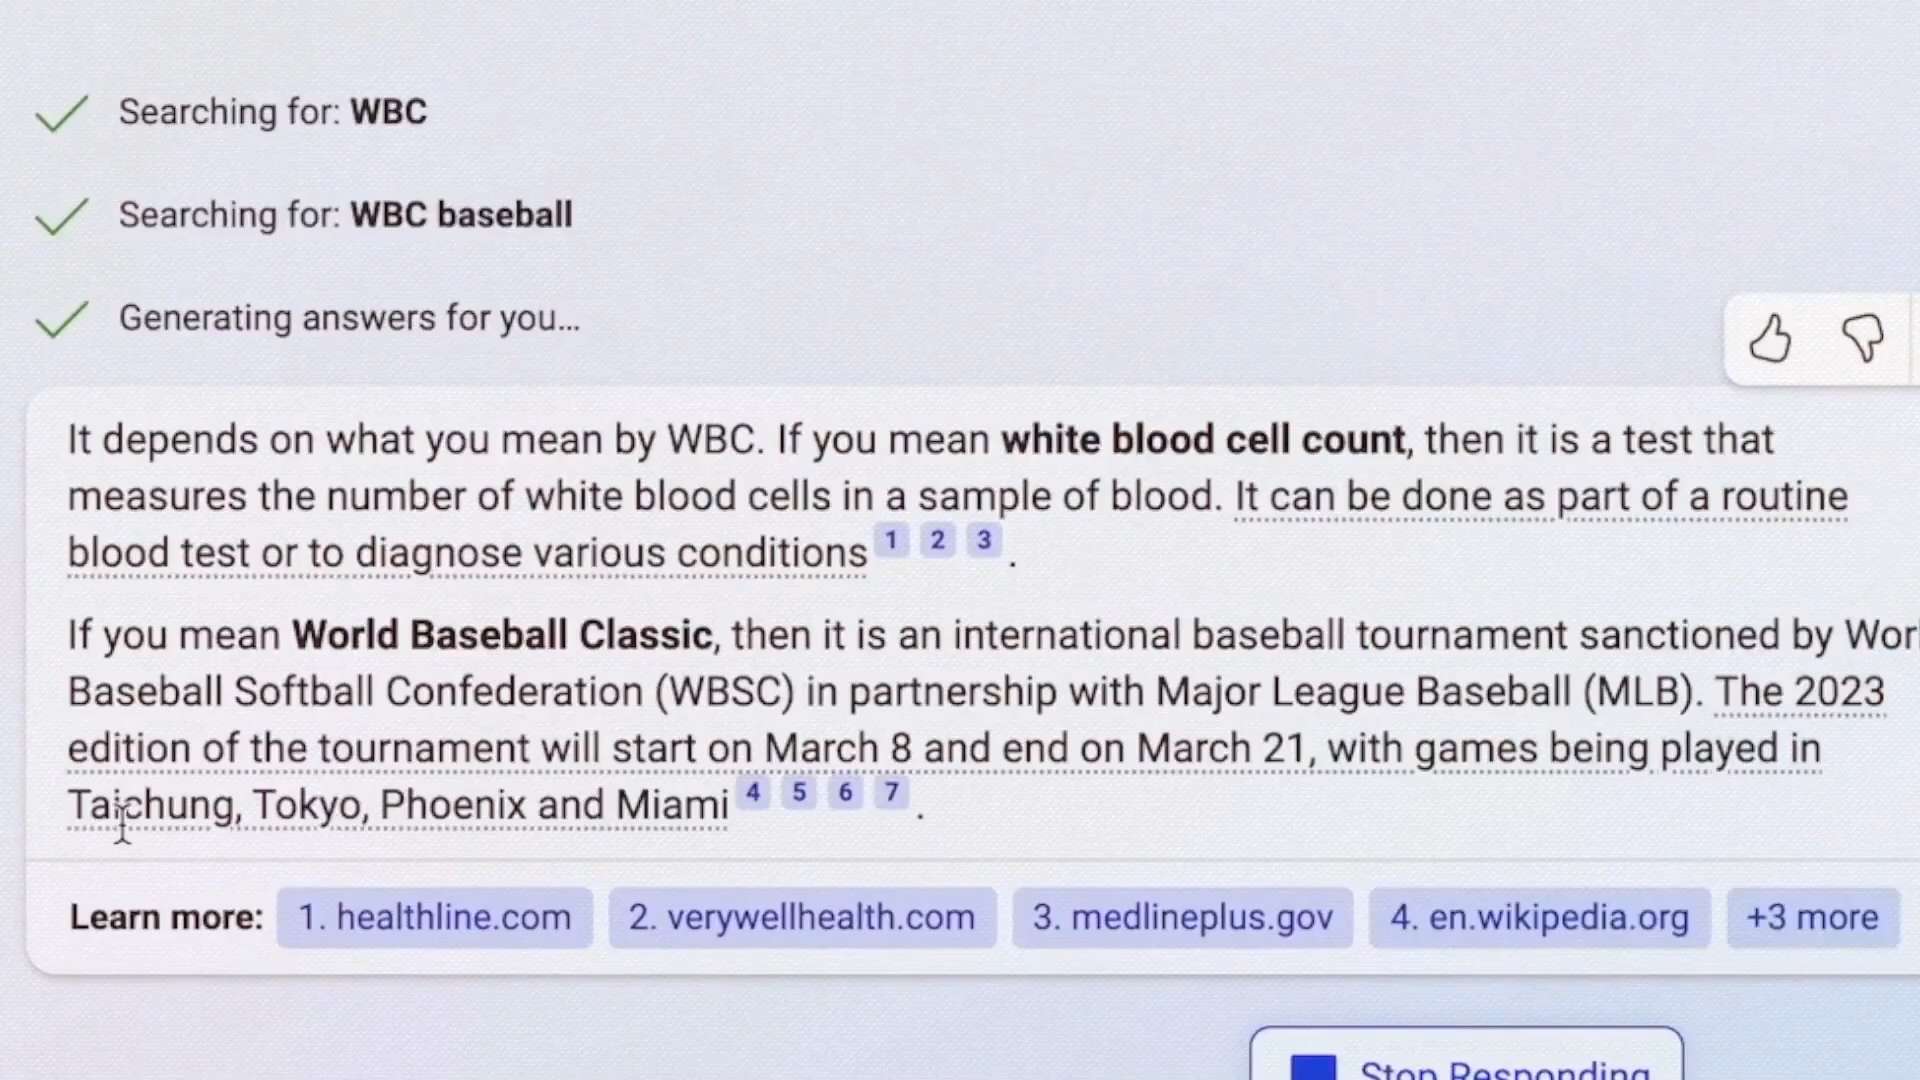 Searching for: WBC
Searching for: WBC baseball
Generating answers for you...
It depends on what you mean by WBC. If you mean white blood cell count, then it is a test that
measures the number of white blood cells in a sample of blood. It can be done as part of a routine
blood test or to diagnose various conditions 1 2 3 .
If you mean World Baseball Classic, then it is an international baseball tournament sanctioned by Worl
Baseball Softball Confederation (WBSC) in partnership with Major League Baseball (MLB). The 2023
edition of the tournament will start on March 8 and end on March 21, with games being played in
Taichung, Tokyo, Phoenix and Miami 4 5 6 7 .
Learn more: 1. healthline.com 2. verywellhealth.com 3. medlineplus.gov 4. en.wikipedia.org +3 more
Stop Responding